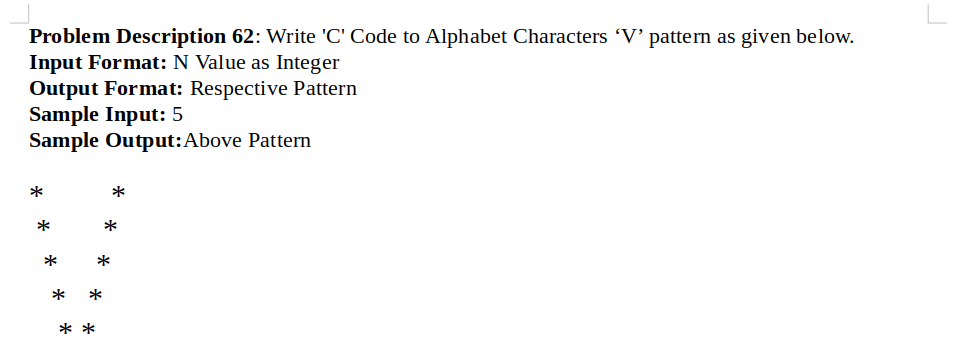 Problem Description 62: Write 'C' Code to Alphabet Characters ‘V’ pattern as given below.
Input Format: N Value as Integer
Output Format: Respective Pattern
Sample Input: 5
Sample Output:Above Pattern
*          *
 *        *
  *      *
   *   *
    * *